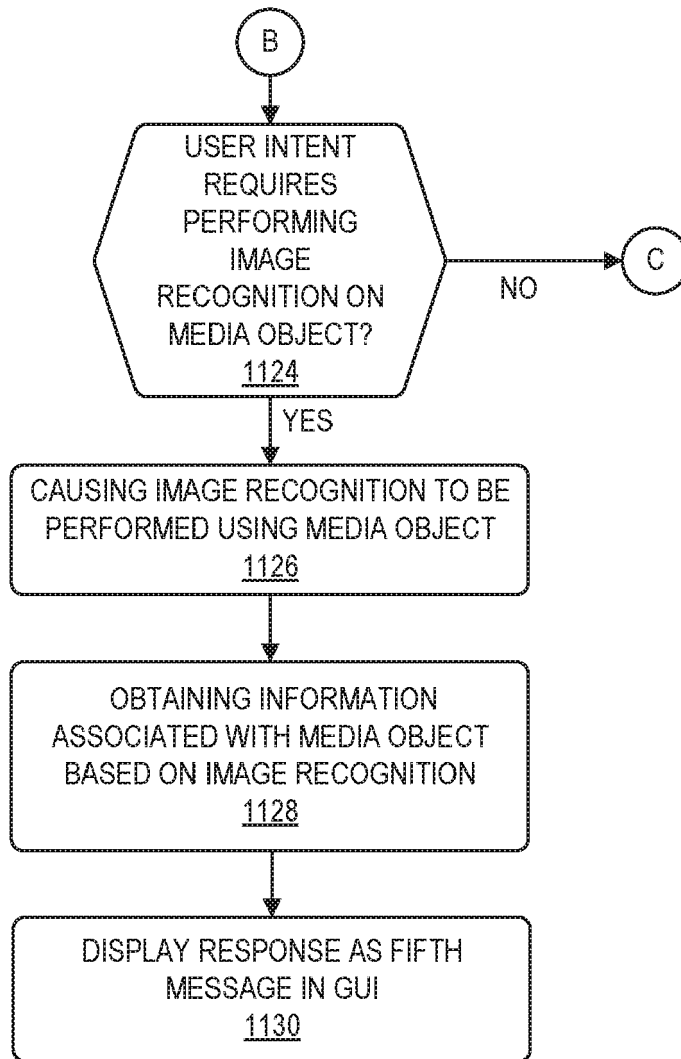 B
USER INTENT
REQUIRES
PERFORMING
IMAGE
RECOGNITION ON
MEDIA OBJECT?
1124
C
NO
YES
CAUSING IMAGE RECOGNITION TO BE
PERFORMED USING MEDIA OBJECT
1126
OBTAINING INFORMATION
ASSOCIATED WITH MEDIA OBJECT
BASED ON IMAGE RECOGNITION
1128
DISPLAY RESPONSE AS FIFTH
MESSAGE IN GUI
1130